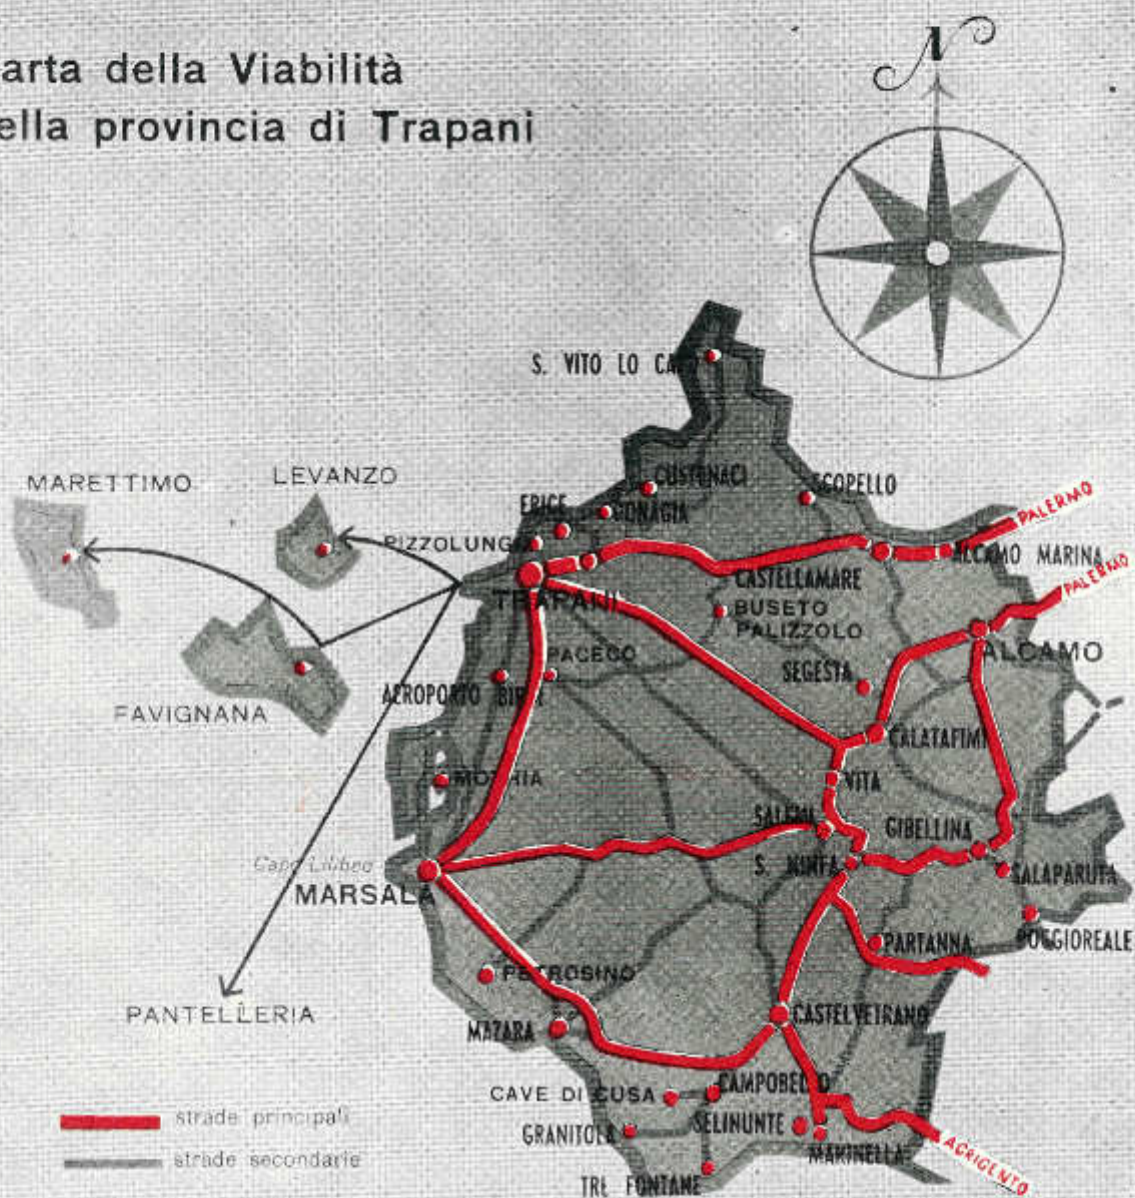 arta della Viabilità
ella provincia di Trapani
N
S. VITO LO CAPO
MARETTIMO
LEVANZO
CUSTENACI
SCOPELLO
ERICE
BONAGIA
PALERMO
PIZZOLUNGO
ALCAMO MARINA
CASTELLAMARE
PALERMO
TRAPANI
BUSETO
PALIZZOLO
PACECO
ALCAMO
SEGESTA
AEROPORTO BIRGI
FAVIGNANA
CALATAFIMI
MOTHIA
VITA
SALEMI
GIBELLINA
Capo Lilibeo
S. NINFA
SALAPARUTA
MARSALA
PARTANNA
POGGIOREALE
PETROSINO
PANTELLERIA
CASTELVETRANO
MAZARA
CAVE DI CUSA
CAMPOBELLO
strade principali
GRANITOLA
SELINUNTE
MARINELLA
AGRIGENTO
strade secondarie
TRE FONTANE